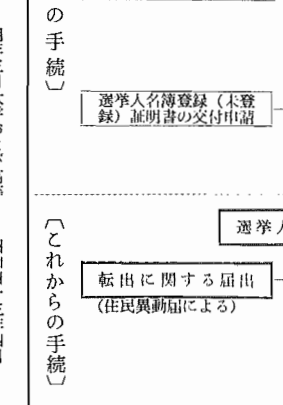 の手続〕
選挙人名簿登録（未登
録）証明書の交付申請
〔これからの手続〕
選挙人
転出に関する届出
（住民異動届による）